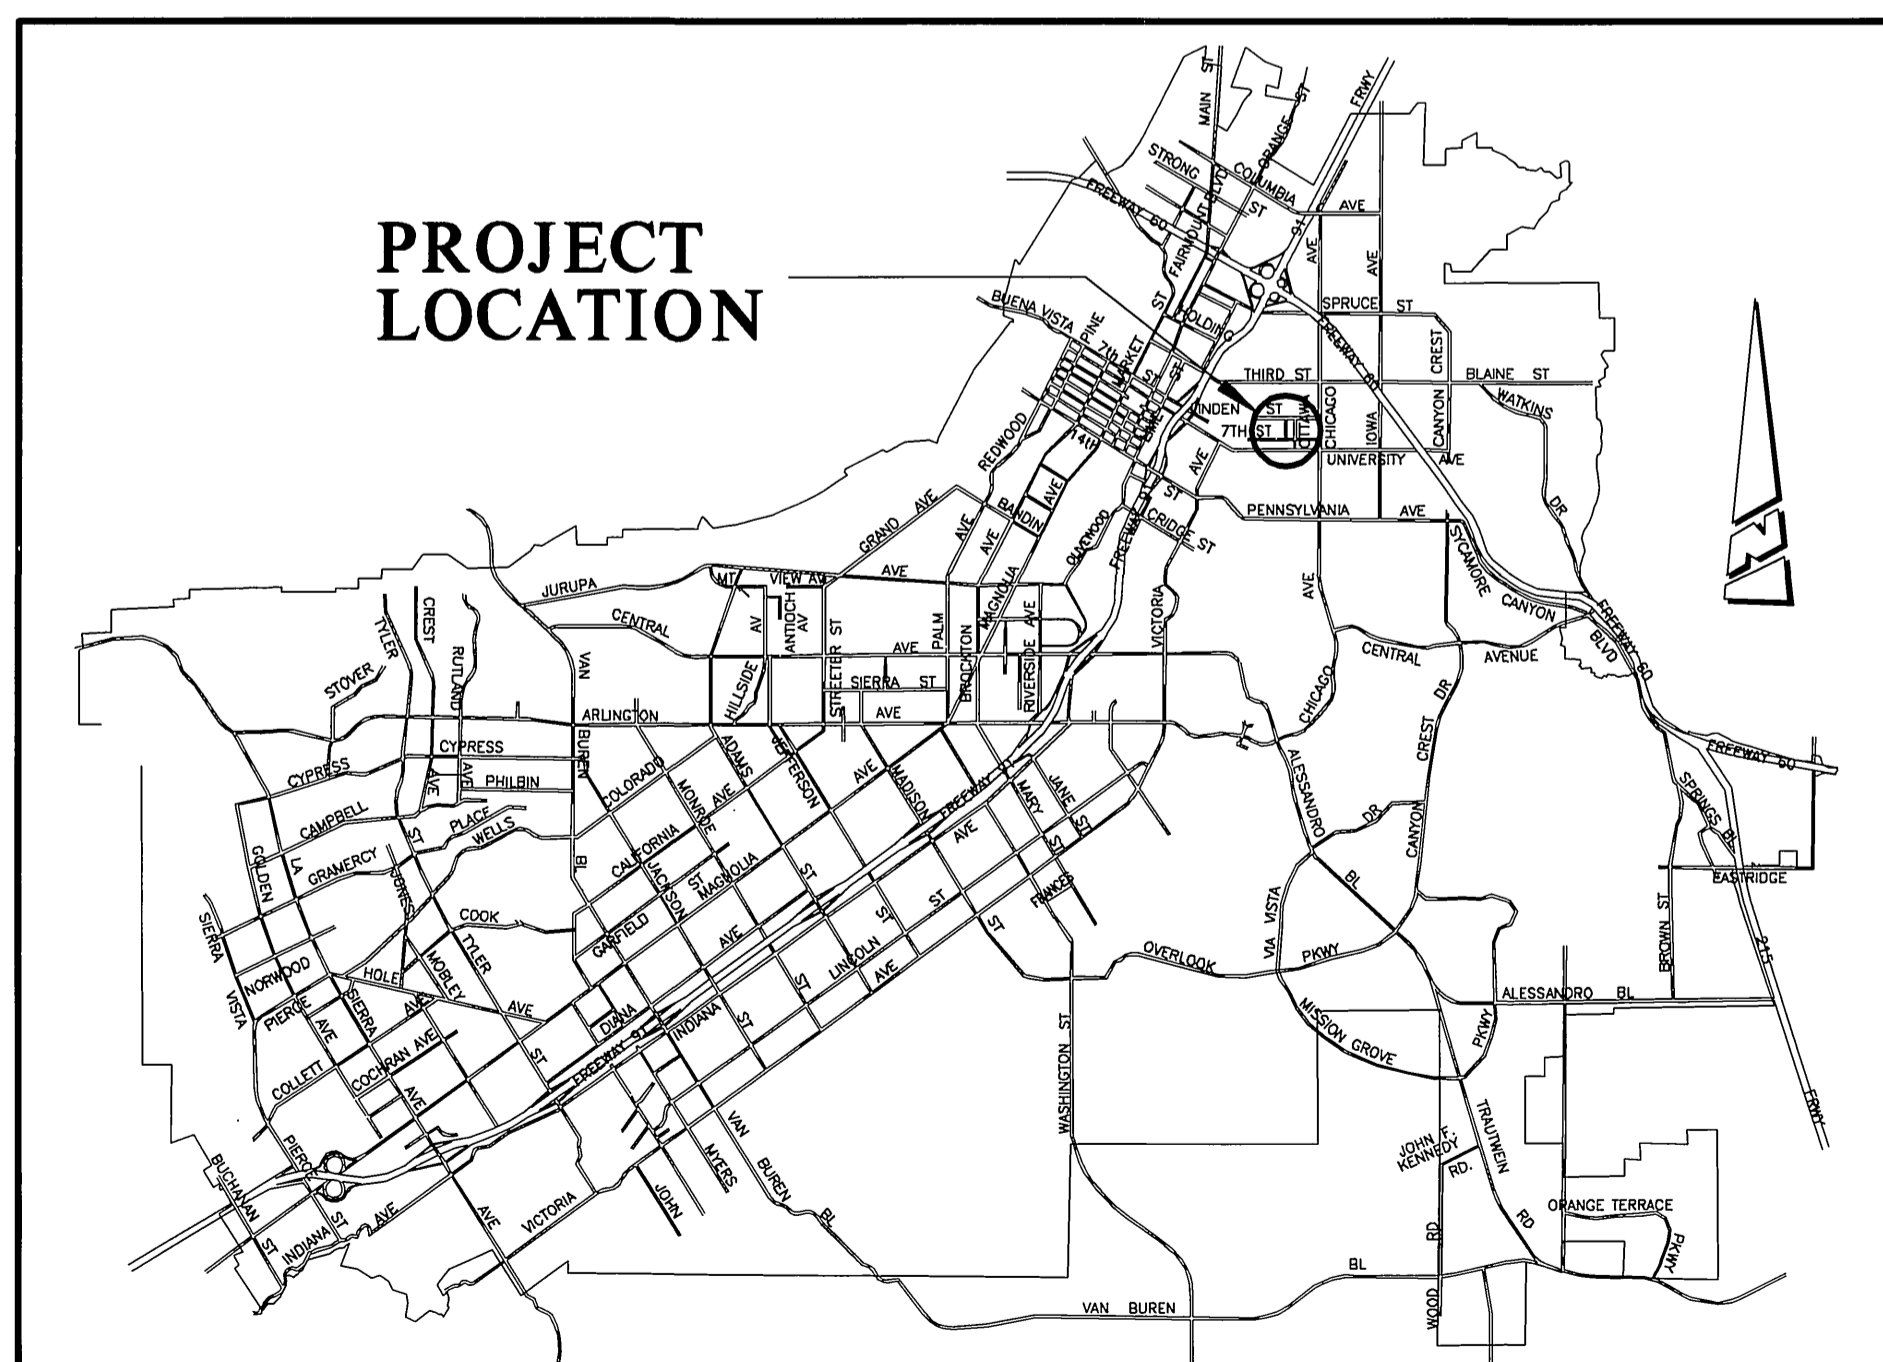 PROJECT
LOCATION
MAIN ST
ORANGE ST
FRWY
STRONG ST
COLUMBIA AVE
FREEWAY 60
FAIRMOUNT BLVD
91
AVE
AVE
SPRUCE ST
BUENA VISTA
PINE
7th ST
MARKET ST
HOLDING
FREEWAY 60
CANYON CREST
THIRD ST
BLAINE ST
WATKINS DR
LINDEN ST
7TH ST
OTTAWA
CHICAGO
IOWA
UNIVERSITY AVE
REDWOOD
14th ST
LIME ST
AVE
PENNSYLVANIA AVE
GRAND AVE
AVE
BANDINI AVE
AVE
OLIVEWOOD
FREEWAY 91
CRIDGE ST
SYCAMORE CANYON BLVD
FREEWAY 60
JURUPA AVE
MT VIEW AV
CENTRAL AVE
AV
ANTICH
AV
STREETER ST
PALM
BROCKTON
MAGNOLIA
RIVERSIDE AVE
VICTORIA
AVE
CENTRAL AVENUE
CHICAGO
TYLER
CREST
RUTLAND
STOVER
VAN BUREN BL
HILLSIDE
SIERRA ST
ARLINGTON AVE
CYPRESS
CYPRESS
AVE
AVE
PHILBIN
COLORADO
ADAMS
JEFFERSON
AVE
MADISON
FREEWAY 91
MARY ST
JANE ST
ALESSANDRO BL
DR
CANYON CREST DR
FREEWAY 60
SPRINGS BL
EASTRIDGE
CAMPBELL
ST
PLACE
WELLS
MONROE
AVE
CALIFORNIA
JACKSON ST
MAGNOLIA
ST
AVE
GOLDEN
LA SIERRA
GRAMERCY
JONES
FRANCES
SIERRA VISTA
NORWOOD
COOK
TYLER
MOBLEY
GARFIELD
AVE
ST
ST
LINCOLN AVE
ST
VIA VISTA
OVERLOOK PKWY
BROWN ST
215 FRWY
HOLE AVE
PIERCE
AVE
SIERRA
AVE
DIANA
INDIANA
ST
ST
ALESSANDRO BL
MISSION GROVE PKWY
COLLETT
COCHRAN AVE
AVE
ST
FREEWAY 91
WASHINGTON ST
PIERCE ST
BUCHANAN ST
INDIANA AVE
AVE
VICTORIA
JOHN
MYERS
VAN BUREN BL
TRAUTWEIN RD
JOHN F.
KENNEDY
RD.
ORANGE TERRACE PKWY
WOOD RD
VAN BUREN BL